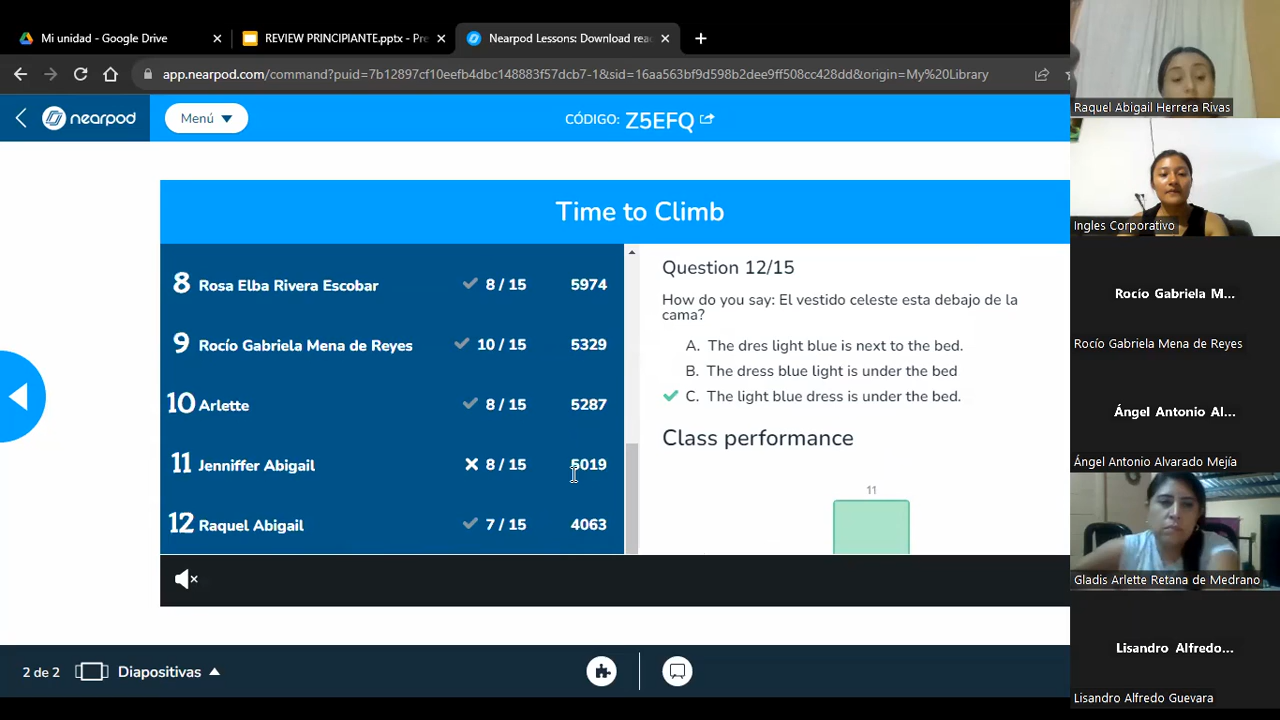 Mi unidad - Google Drive
REVIEW PRINCIPIANTE.pptx - Pre
Nearpod Lessons: Download rea
app.nearpod.com/command?puid=7b12897cf10eefb4dbc148883f57dcb7-1&sid=16aa563bf9d598b2dee9ff508cc428dd&origin=My%20Library
nearpod
Menú
CÓDIGO: Z5EFQ
Time to Climb
8 Rosa Elba Rivera Escobar 8 / 15 5974
9 Rocío Gabriela Mena de Reyes 10 / 15 5329
10 Arlette 8 / 15 5287
11 Jenniffer Abigail 8 / 15 5019
12 Raquel Abigail 7 / 15 4063
Question 12/15
How do you say: El vestido celeste esta debajo de la
cama?
A. The dres light blue is next to the bed.
B. The dress blue light is under the bed
C. The light blue dress is under the bed.
Class performance
11
2 de 2
Diapositivas
Raquel Abigail Herrera Rivas
Ingles Corporativo
Rocío Gabriela M...
Rocío Gabriela Mena de Reyes
Ángel Antonio Al...
Ángel Antonio Alvarado Mejía
Gladis Arlette Retana de Medrano
Lisandro Alfredo...
Lisandro Alfredo Guevara